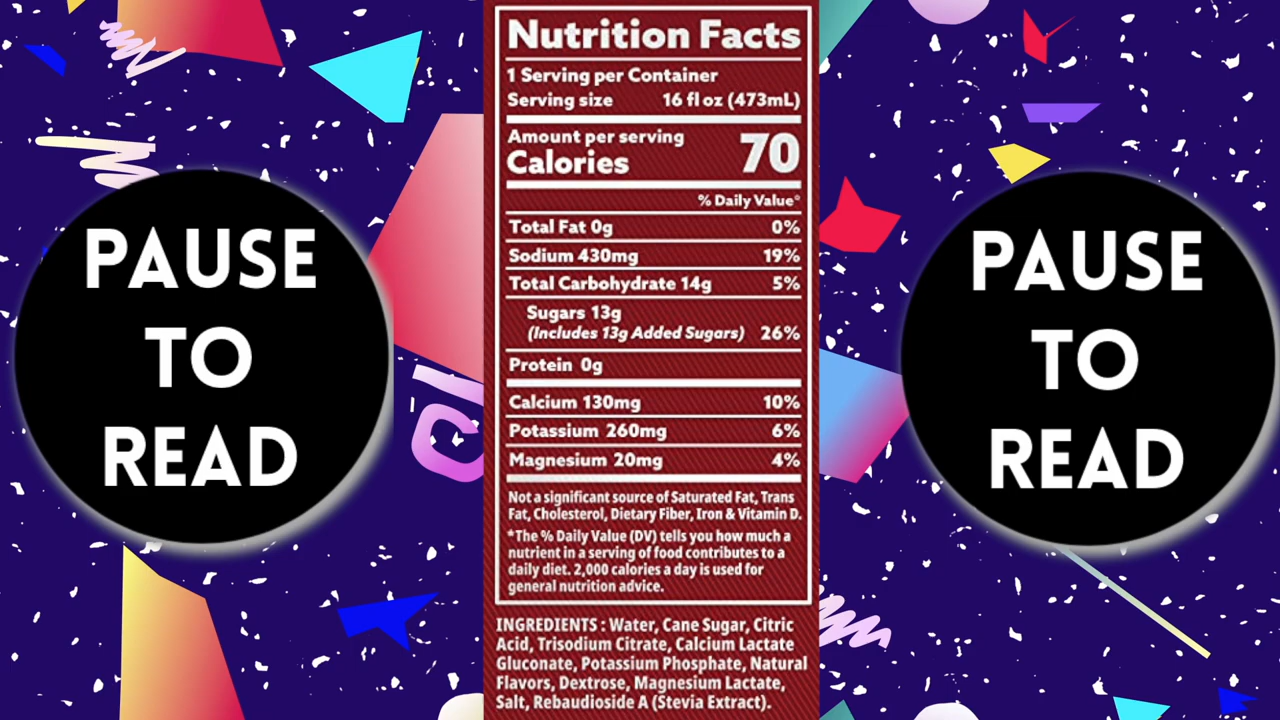 PAUSE
TO
READ
Nutrition Facts
1 Serving per Container
Serving size 16 fl oz (473mL)
Amount per serving
Calories 70
% Daily Value*
Total Fat 0g 0%
Sodium 430mg 19%
Total Carbohydrate 14g 5%
Sugars 13g
(Includes 13g Added Sugars) 26%
Protein 0g
Calcium 130mg 10%
Potassium 260mg 6%
Magnesium 20mg 4%
Not a significant source of Saturated Fat, Trans
Fat, Cholesterol, Dietary Fiber, Iron & Vitamin D.
*The % Daily Value (DV) tells you how much a
nutrient in a serving of food contributes to a
daily diet. 2,000 calories a day is used for
general nutrition advice.
INGREDIENTS : Water, Cane Sugar, Citric
Acid, Trisodium Citrate, Calcium Lactate
Gluconate, Potassium Phosphate, Natural
Flavors, Dextrose, Magnesium Lactate,
Salt, Rebaudioside A (Stevia Extract).
PAUSE
TO
READ